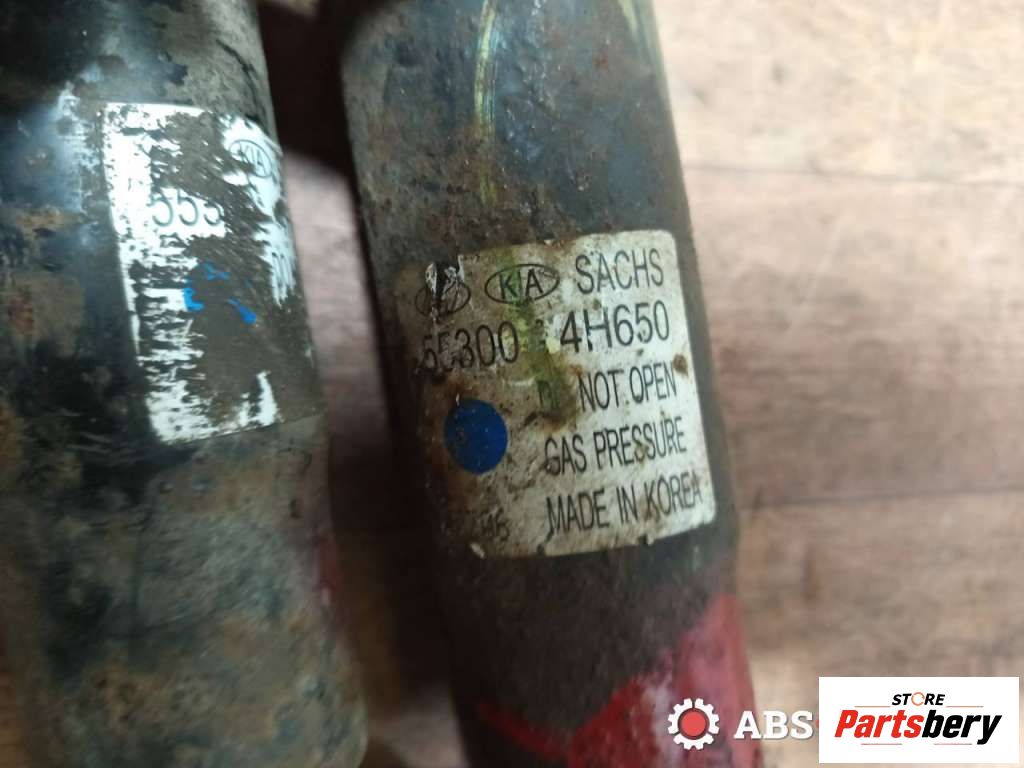 KIA
555
KIA SACHS
55300 4H650
NOT OPEN
GAS PRESSURE
MADE IN KOREA
ABS
STORE
Partsbery